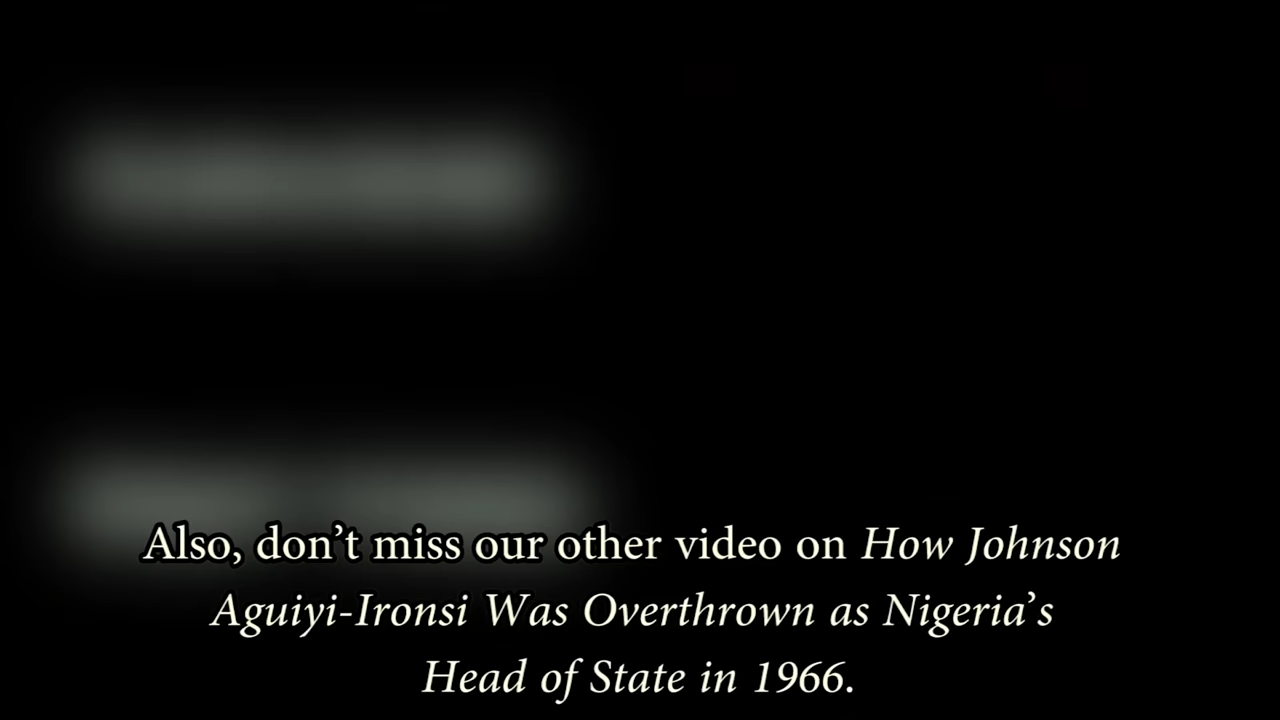 Also, don’t miss our other video on How Johnson
Aguiyi-Ironsi Was Overthrown as Nigeria’s
Head of State in 1966.